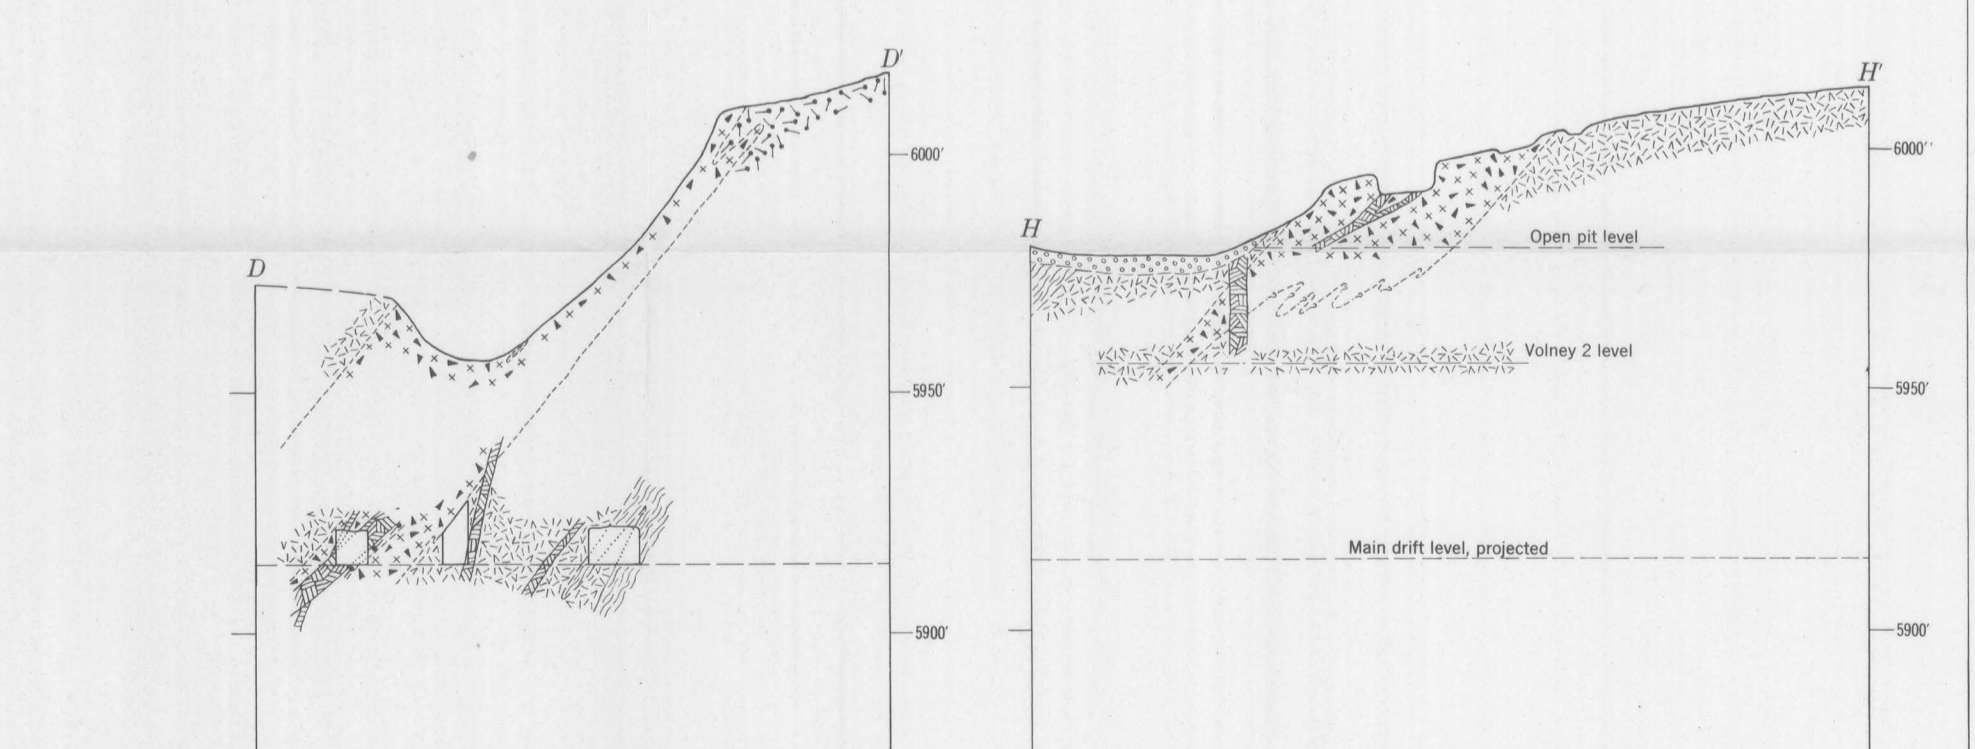 D'
6000'
D
5950'
5900'
H'
6000'
H
Open pit level
Volney 2 level
5950'
Main drift level, projected
5900'